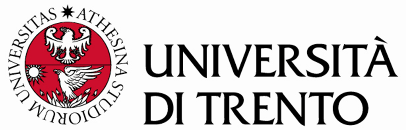 UNIVERSITAS ATHESINA STUDIORUM
UNIVERSITÀ
DI TRENTO